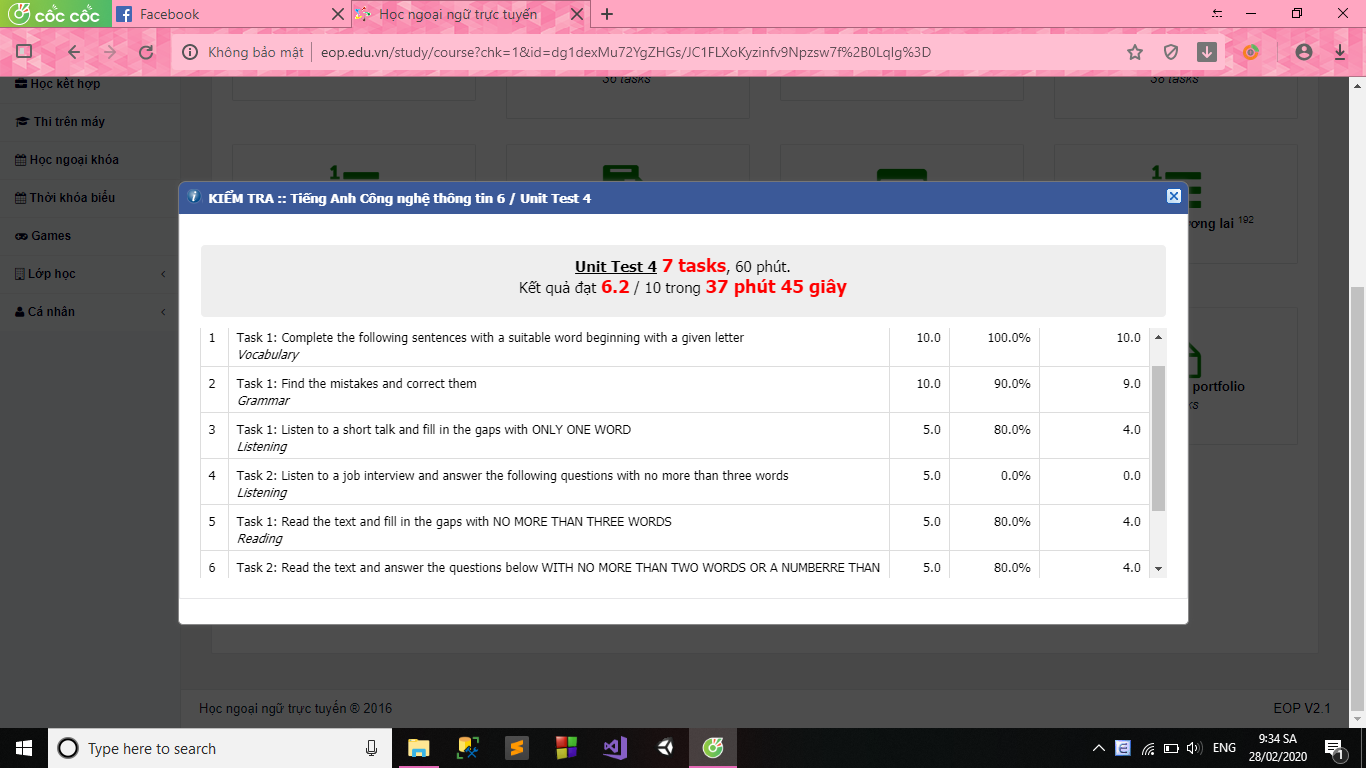 CỐC CỐC
Facebook
Học ngoại ngữ trực tuyến
Không bảo mật
eop.edu.vn/study/course?chk=1&id=dg1dexMu72YgZHGs/JC1FLXoKyzinfv9Npzsw7f%2B0LqIg%3D
Học kết hợp
36 tasks
36 tasks
Thi trên máy
Học ngoại khóa
Thời khóa biểu
Games
Lớp học
Cá nhân
KIỂM TRA :: Tiếng Anh Công nghệ thông tin 6 / Unit Test 4
ương lai 192
portfolio
Unit Test 4 7 tasks, 60 phút.
Kết quả đạt 6.2 / 10 trong 37 phút 45 giây
1 Task 1: Complete the following sentences with a suitable word beginning with a given letter 10.0 100.0% 10.0
Vocabulary
2 Task 1: Find the mistakes and correct them 10.0 90.0% 9.0
Grammar
3 Task 1: Listen to a short talk and fill in the gaps with ONLY ONE WORD 5.0 80.0% 4.0
Listening
4 Task 2: Listen to a job interview and answer the following questions with no more than three words 5.0 0.0% 0.0
Listening
5 Task 1: Read the text and fill in the gaps with NO MORE THAN THREE WORDS 5.0 80.0% 4.0
Reading
6 Task 2: Read the text and answer the questions below WITH NO MORE THAN TWO WORDS OR A NUMBERRE THAN 5.0 80.0% 4.0
Học ngoại ngữ trực tuyến ® 2016
EOP V2.1
Type here to search
ENG
9:34 SA
28/02/2020
1